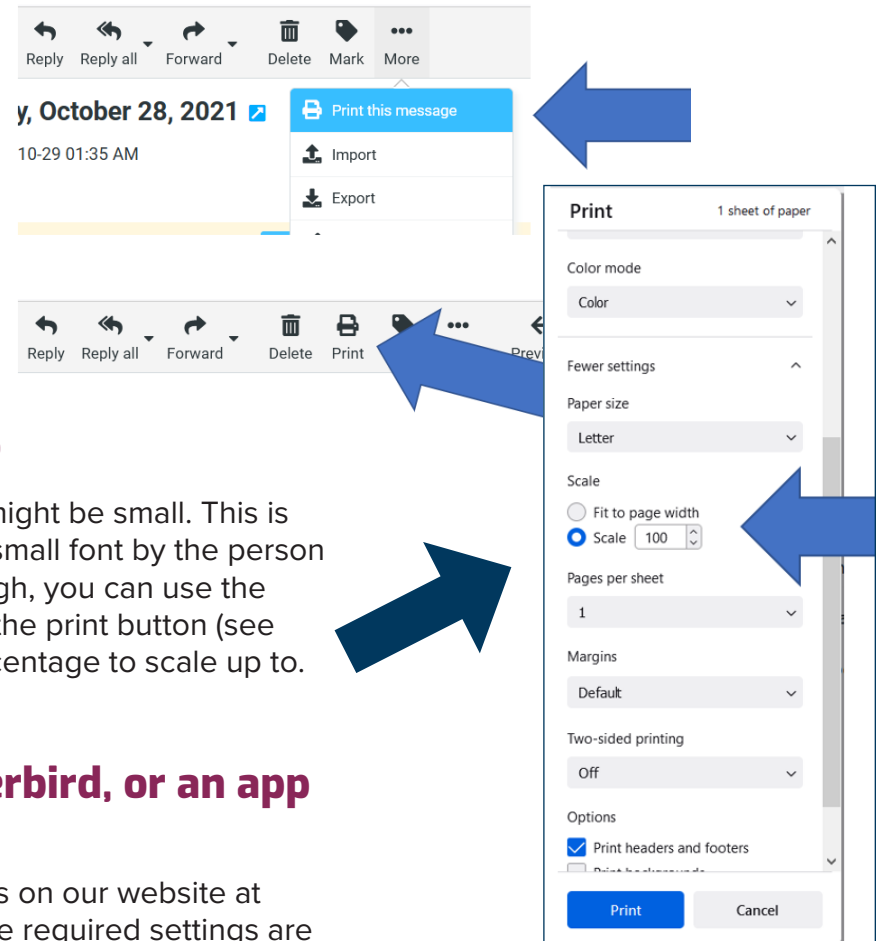 Reply Reply all Forward Delete Mark More
y, October 28, 2021
10-29 01:35 AM
Print this message
Import
Export
Reply Reply all Forward Delete Print
might be small. This is
small font by the person
gh, you can use the
the print button (see
centage to scale up to.
erbird, or an app
s on our website at
e required settings are
Print 1 sheet of paper
Color mode
Color
Fewer settings
Paper size
Letter
Scale
Fit to page width
Scale 100
Pages per sheet
1
Margins
Default
Two-sided printing
Off
Options
Print headers and footers
Print backgrounds
Print Cancel